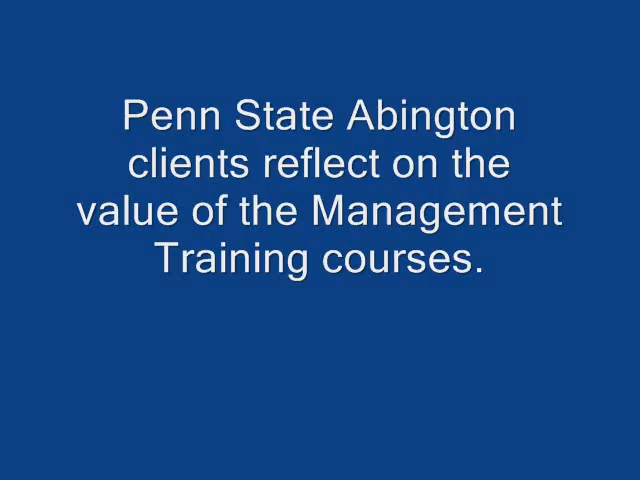 Penn State Abington
clients reflect on the
value of the Management
Training courses.